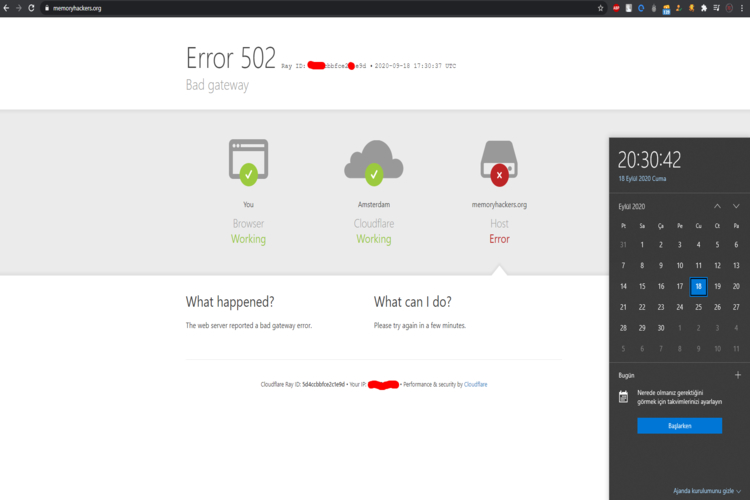 memoryhackers.org
Error 502
Ray ID: bbfce2 e9d • 2020-09-18 17:30:37 UTC
Bad gateway
You
Browser
Working
Amsterdam
Cloudflare
Working
memoryhackers.org
Host
Error
What happened?
The web server reported a bad gateway error.
What can I do?
Please try again in a few minutes.
Cloudflare Ray ID: 5d4ccbbfce2c1e9d • Your IP: • Performance & security by Cloudflare
20:30:42
18 Eylül 2020 Cuma
Eylül 2020
Pt Sa Ça Pe Cu Ct Pa
31 1 2 3 4 5 6
7 8 9 10 11 12 13
14 15 16 17 18 19 20
21 22 23 24 25 26 27
28 29 30 1 2 3 4
5 6 7 8 9 10 11
Bugün
Nerede olmanız gerektiğini
görmek için takvimlerinizi ayarlayın
Başlarken
Ajanda kurulumunu gizle